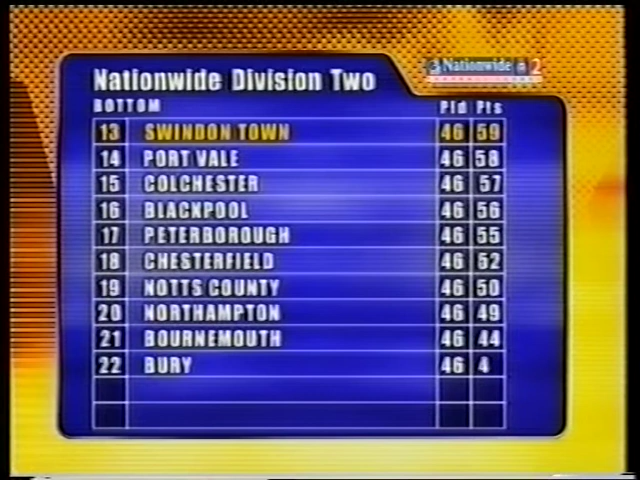 3 Nationwide 2
Nationwide Division Two
BOTTOM Pld Pts
13 SWINDON TOWN 46 59
14 PORT VALE 46 58
15 COLCHESTER 46 57
16 BLACKPOOL 46 56
17 PETERBOROUGH 46 55
18 CHESTERFIELD 46 52
19 NOTTS COUNTY 46 50
20 NORTHAMPTON 46 49
21 BOURNEMOUTH 46 44
22 BURY 46 4